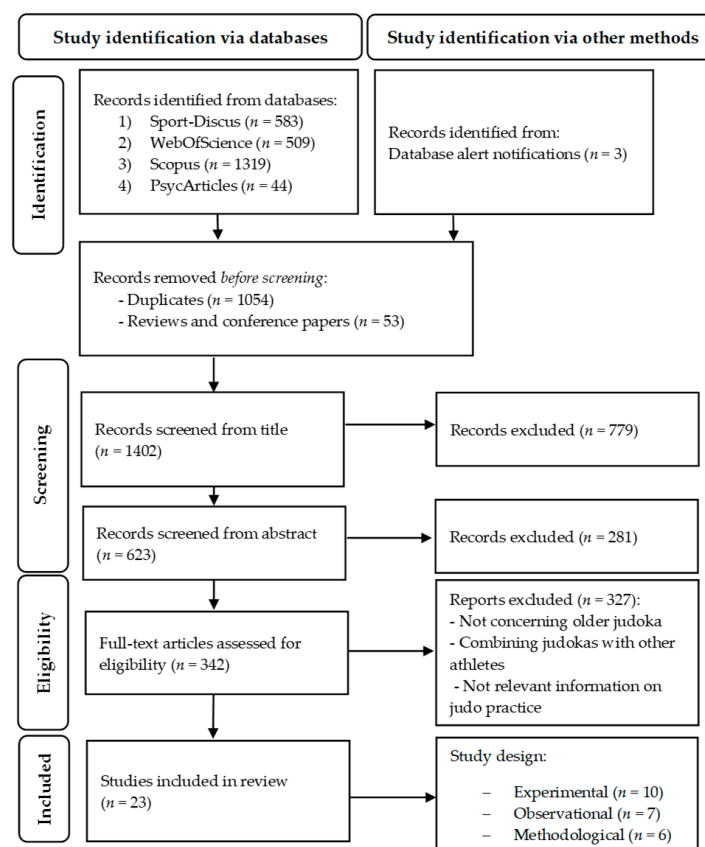 Study identification via databases
Study identification via other methods
Identification
Records identified from databases:
1) Sport-Discus (n = 583)
2) WebOfScience (n = 509)
3) Scopus (n = 1319)
4) PsycArticles (n = 44)
Records identified from:
Database alert notifications (n = 3)
Records removed before screening:
- Duplicates (n = 1054)
- Reviews and conference papers (n = 53)
Screening
Records screened from title
(n = 1402)
Records excluded (n = 779)
Records screened from abstract
(n = 623)
Records excluded (n = 281)
Eligibility
Full-text articles assessed for
eligibility (n = 342)
Reports excluded (n = 327):
- Not concerning older judoka
- Combining judokas with other
athletes
- Not relevant information on
judo practice
Included
Studies included in review
(n = 23)
Study design:
– Experimental (n = 10)
– Observational (n = 7)
– Methodological (n = 6)